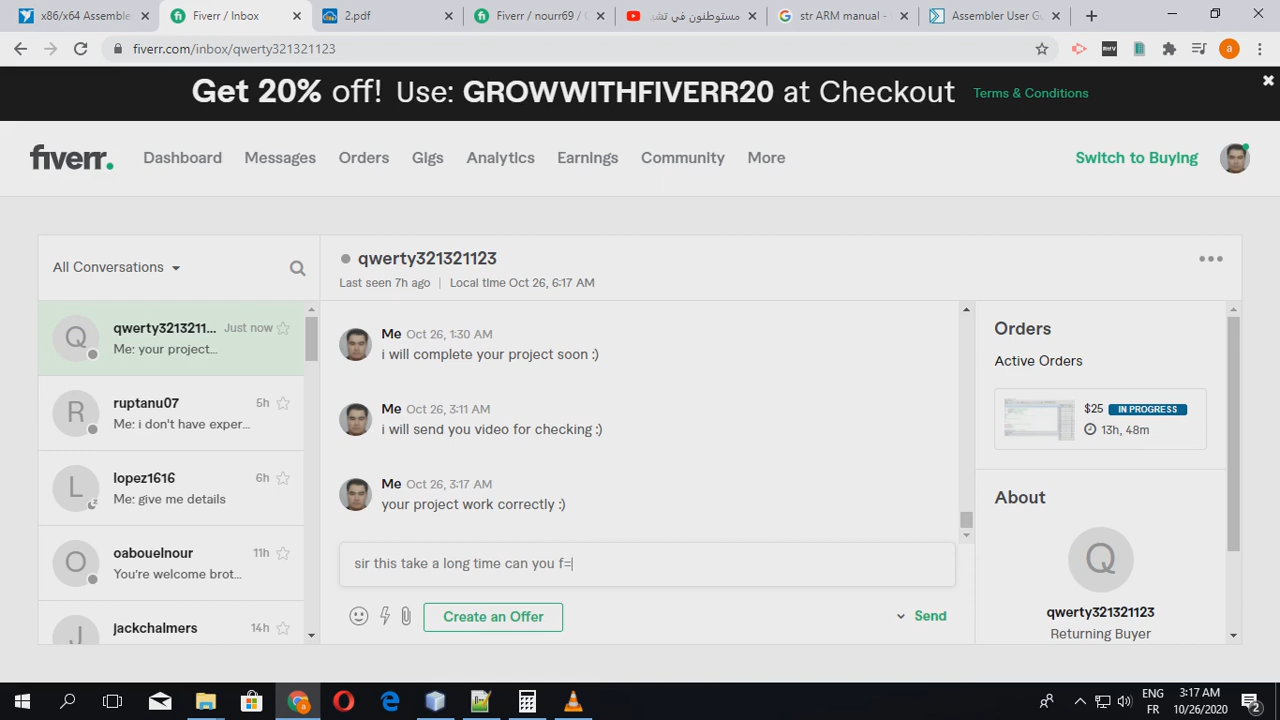 x86/x64 Assemble
Fiverr / Inbox
2.pdf
Fiverr / nourr69 /
مستوطنون في تشد
str ARM manual -
Assembler User Gu
fiverr.com/inbox/qwerty321321123
Get 20% off! Use: GROWWITHFIVERR20 at Checkout Terms & Conditions
fiverr.
Dashboard
Messages
Orders
Gigs
Analytics
Earnings
Community
More
Switch to Buying
All Conversations
Q
qwerty3213211... Just now
Me: your project...
R
ruptanu07 5h
Me: i don't have exper...
L
lopez1616 6h
Me: give me details
O
oabouelnour 11h
You're welcome brot...
J
jackchalmers 14h
qwerty321321123
Last seen 7h ago | Local time Oct 26, 6:17 AM
Me Oct 26, 1:30 AM
i will complete your project soon :)
Me Oct 26, 3:11 AM
i will send you video for checking :)
Me Oct 26, 3:17 AM
your project work correctly :)
sir this take a long time can you f=
Create an Offer
Send
Orders
Active Orders
$25 IN PROGRESS
13h, 48m
About
Q
qwerty321321123
Returning Buyer
ENG
FR
3:17 AM
10/26/2020
2